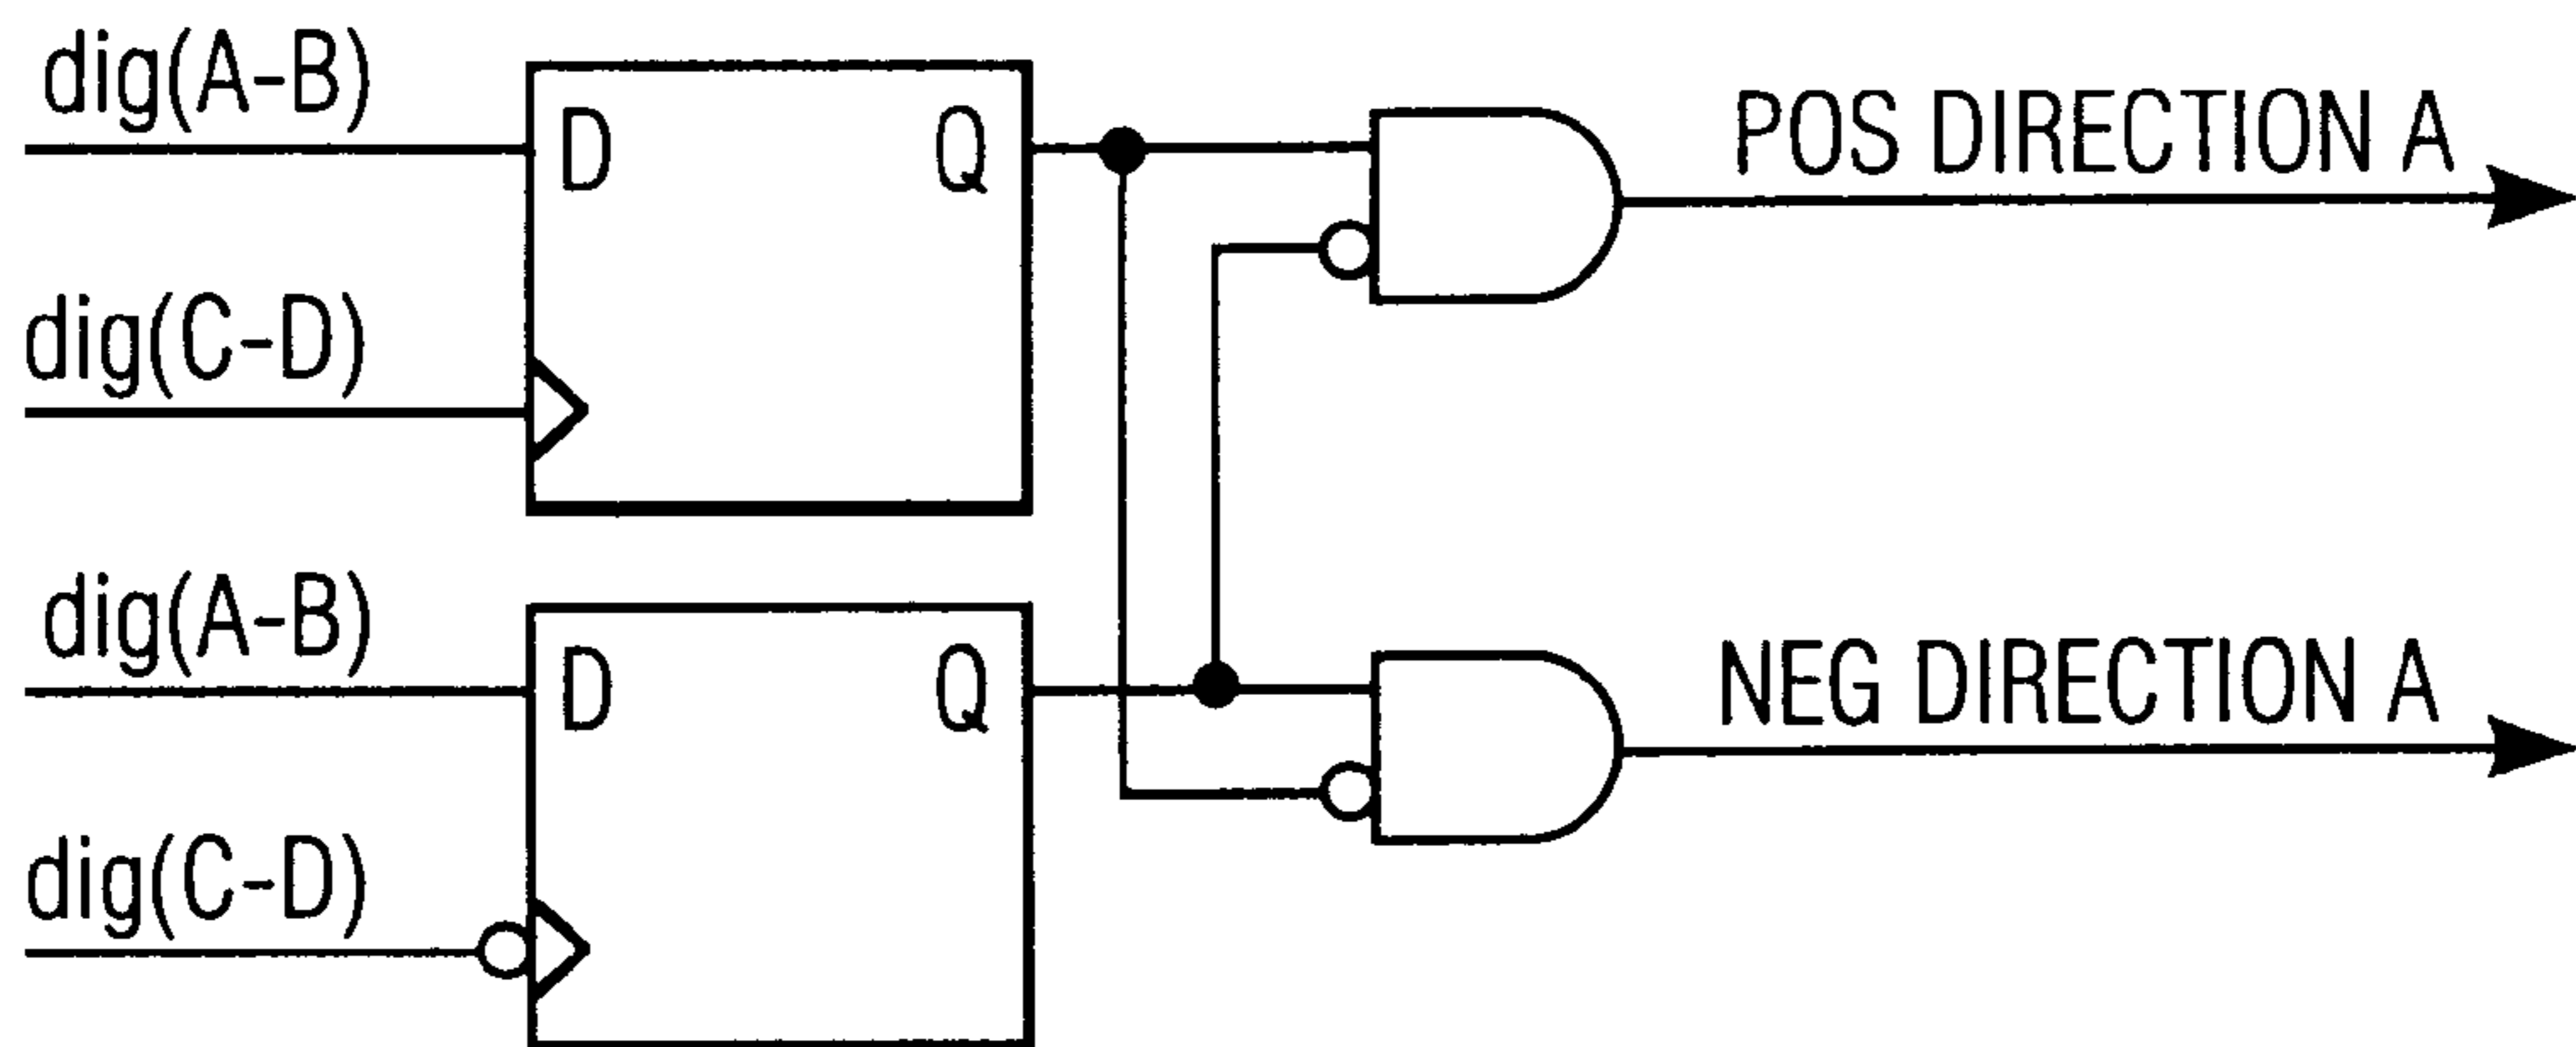 dig(A-B)
D
Q
POS DIRECTION A
dig(C-D)
dig(A-B)
D
Q
NEG DIRECTION A
dig(C-D)